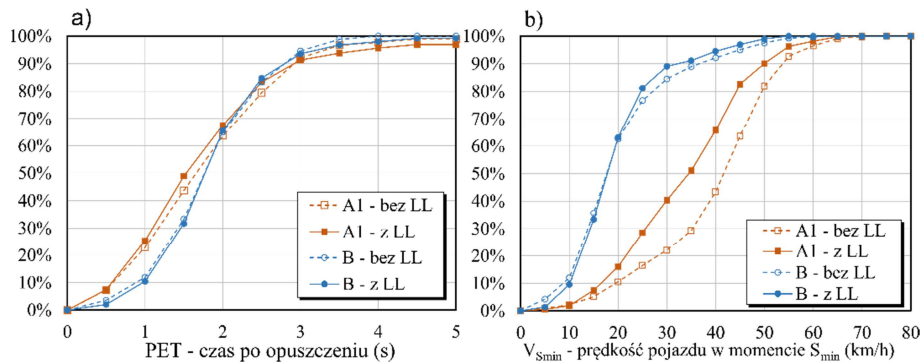 a)
100%
90%
80%
70%
60%
50%
40%
30%
20%
10%
0%
0 1 2 3 4 5
PET - czas po opuszczeniu (s)
A1 - bez LL
A1 - z LL
B - bez LL
B - z LL
b)
100%
90%
80%
70%
60%
50%
40%
30%
20%
10%
0%
0 10 20 30 40 50 60 70 80
VSmin - prędkość pojazdu w momencie Smin (km/h)
A1 - bez LL
A1 - z LL
B - bez LL
B - z LL